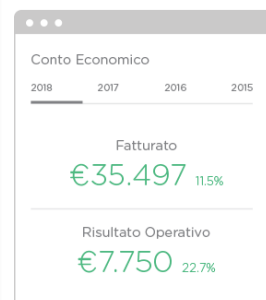 Conto Economico
2018 2017 2016 2015
Fatturato
€35.497 11.5%
Risultato Operativo
€7.750 22.7%